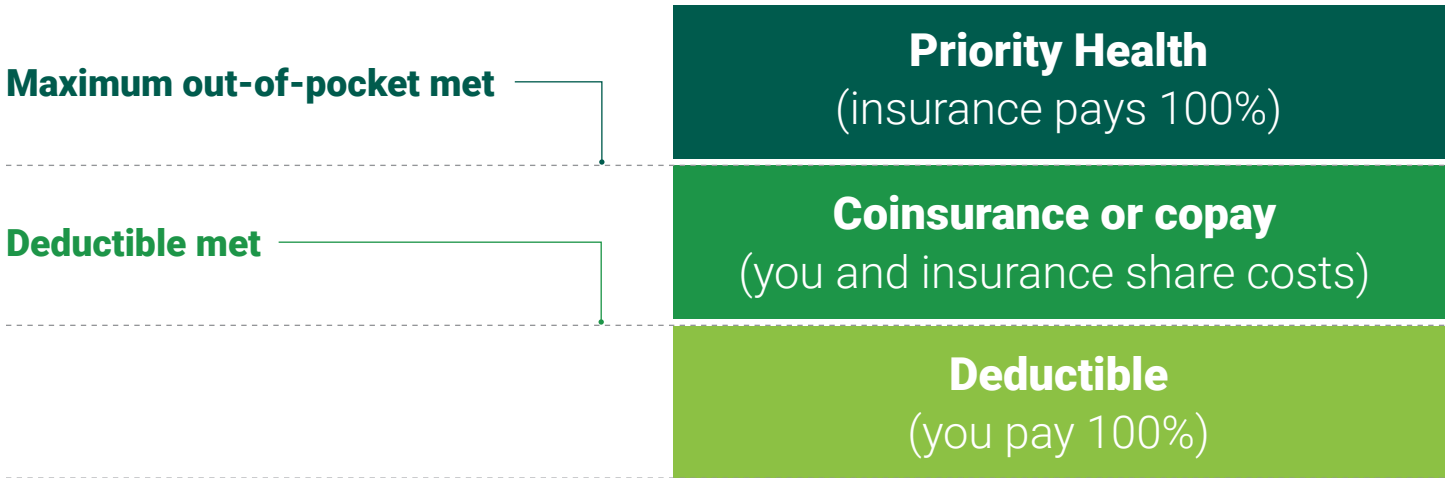 Maximum out-of-pocket met
Priority Health
(insurance pays 100%)
Deductible met
Coinsurance or copay
(you and insurance share costs)
Deductible
(you pay 100%)